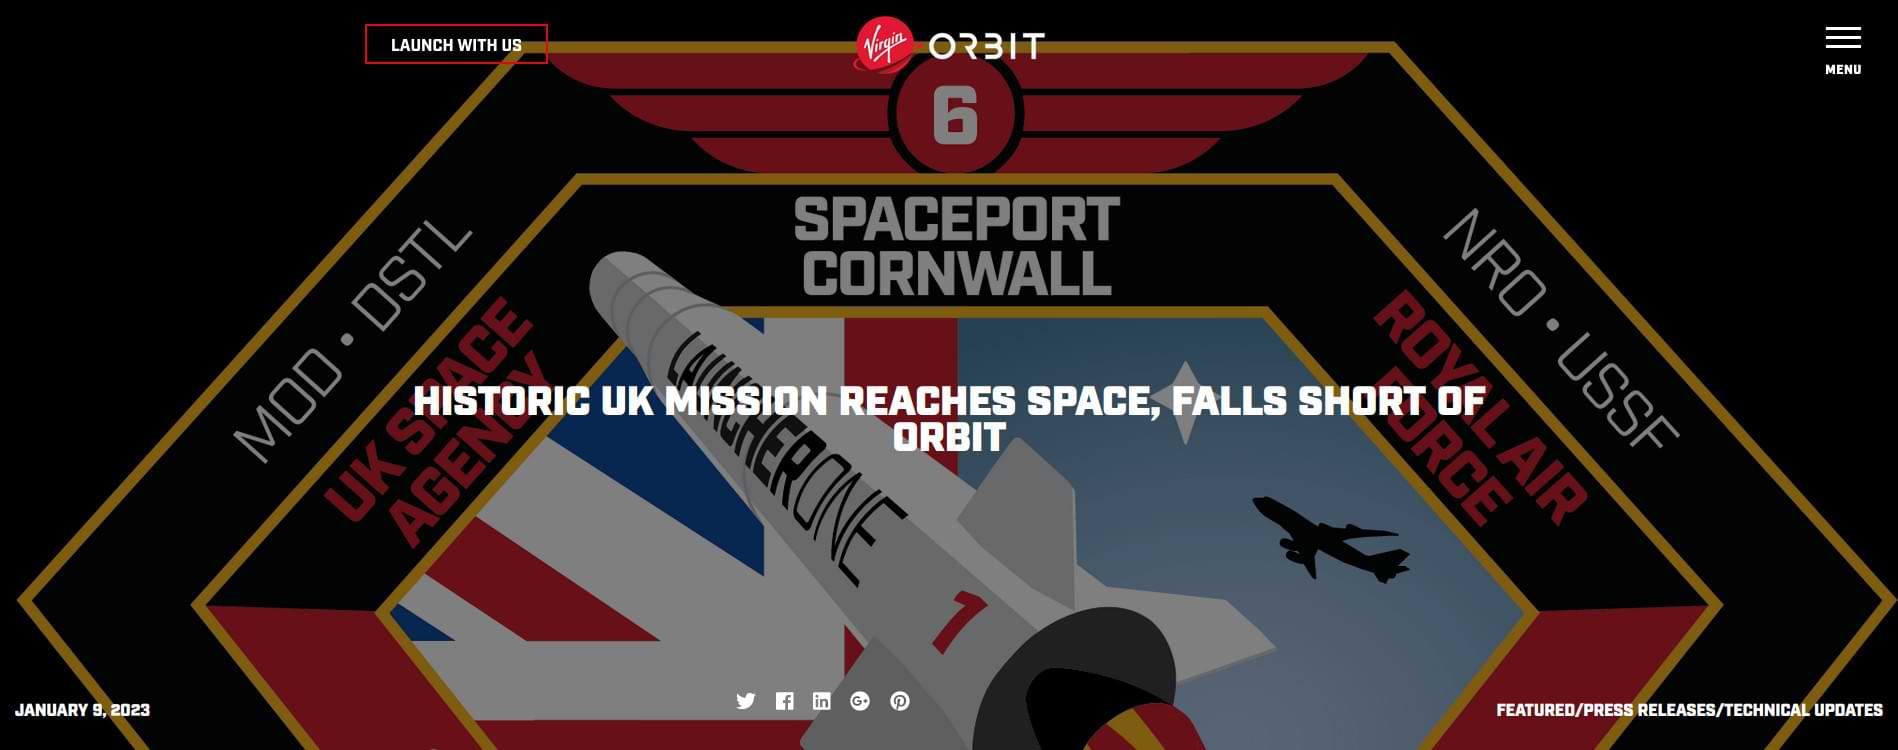 LAUNCH WITH US
Virgin ORBIT
MENU
6
SPACEPORT
CORNWALL
MOD • DSTL
UK SPACE
AGENCY
NRO • USSF
ROYAL AIR
FORCE
LAUNCHERONE
HISTORIC UK MISSION REACHES SPACE, FALLS SHORT OF
ORBIT
1
JANUARY 9, 2023
FEATURED/PRESS RELEASES/TECHNICAL UPDATES